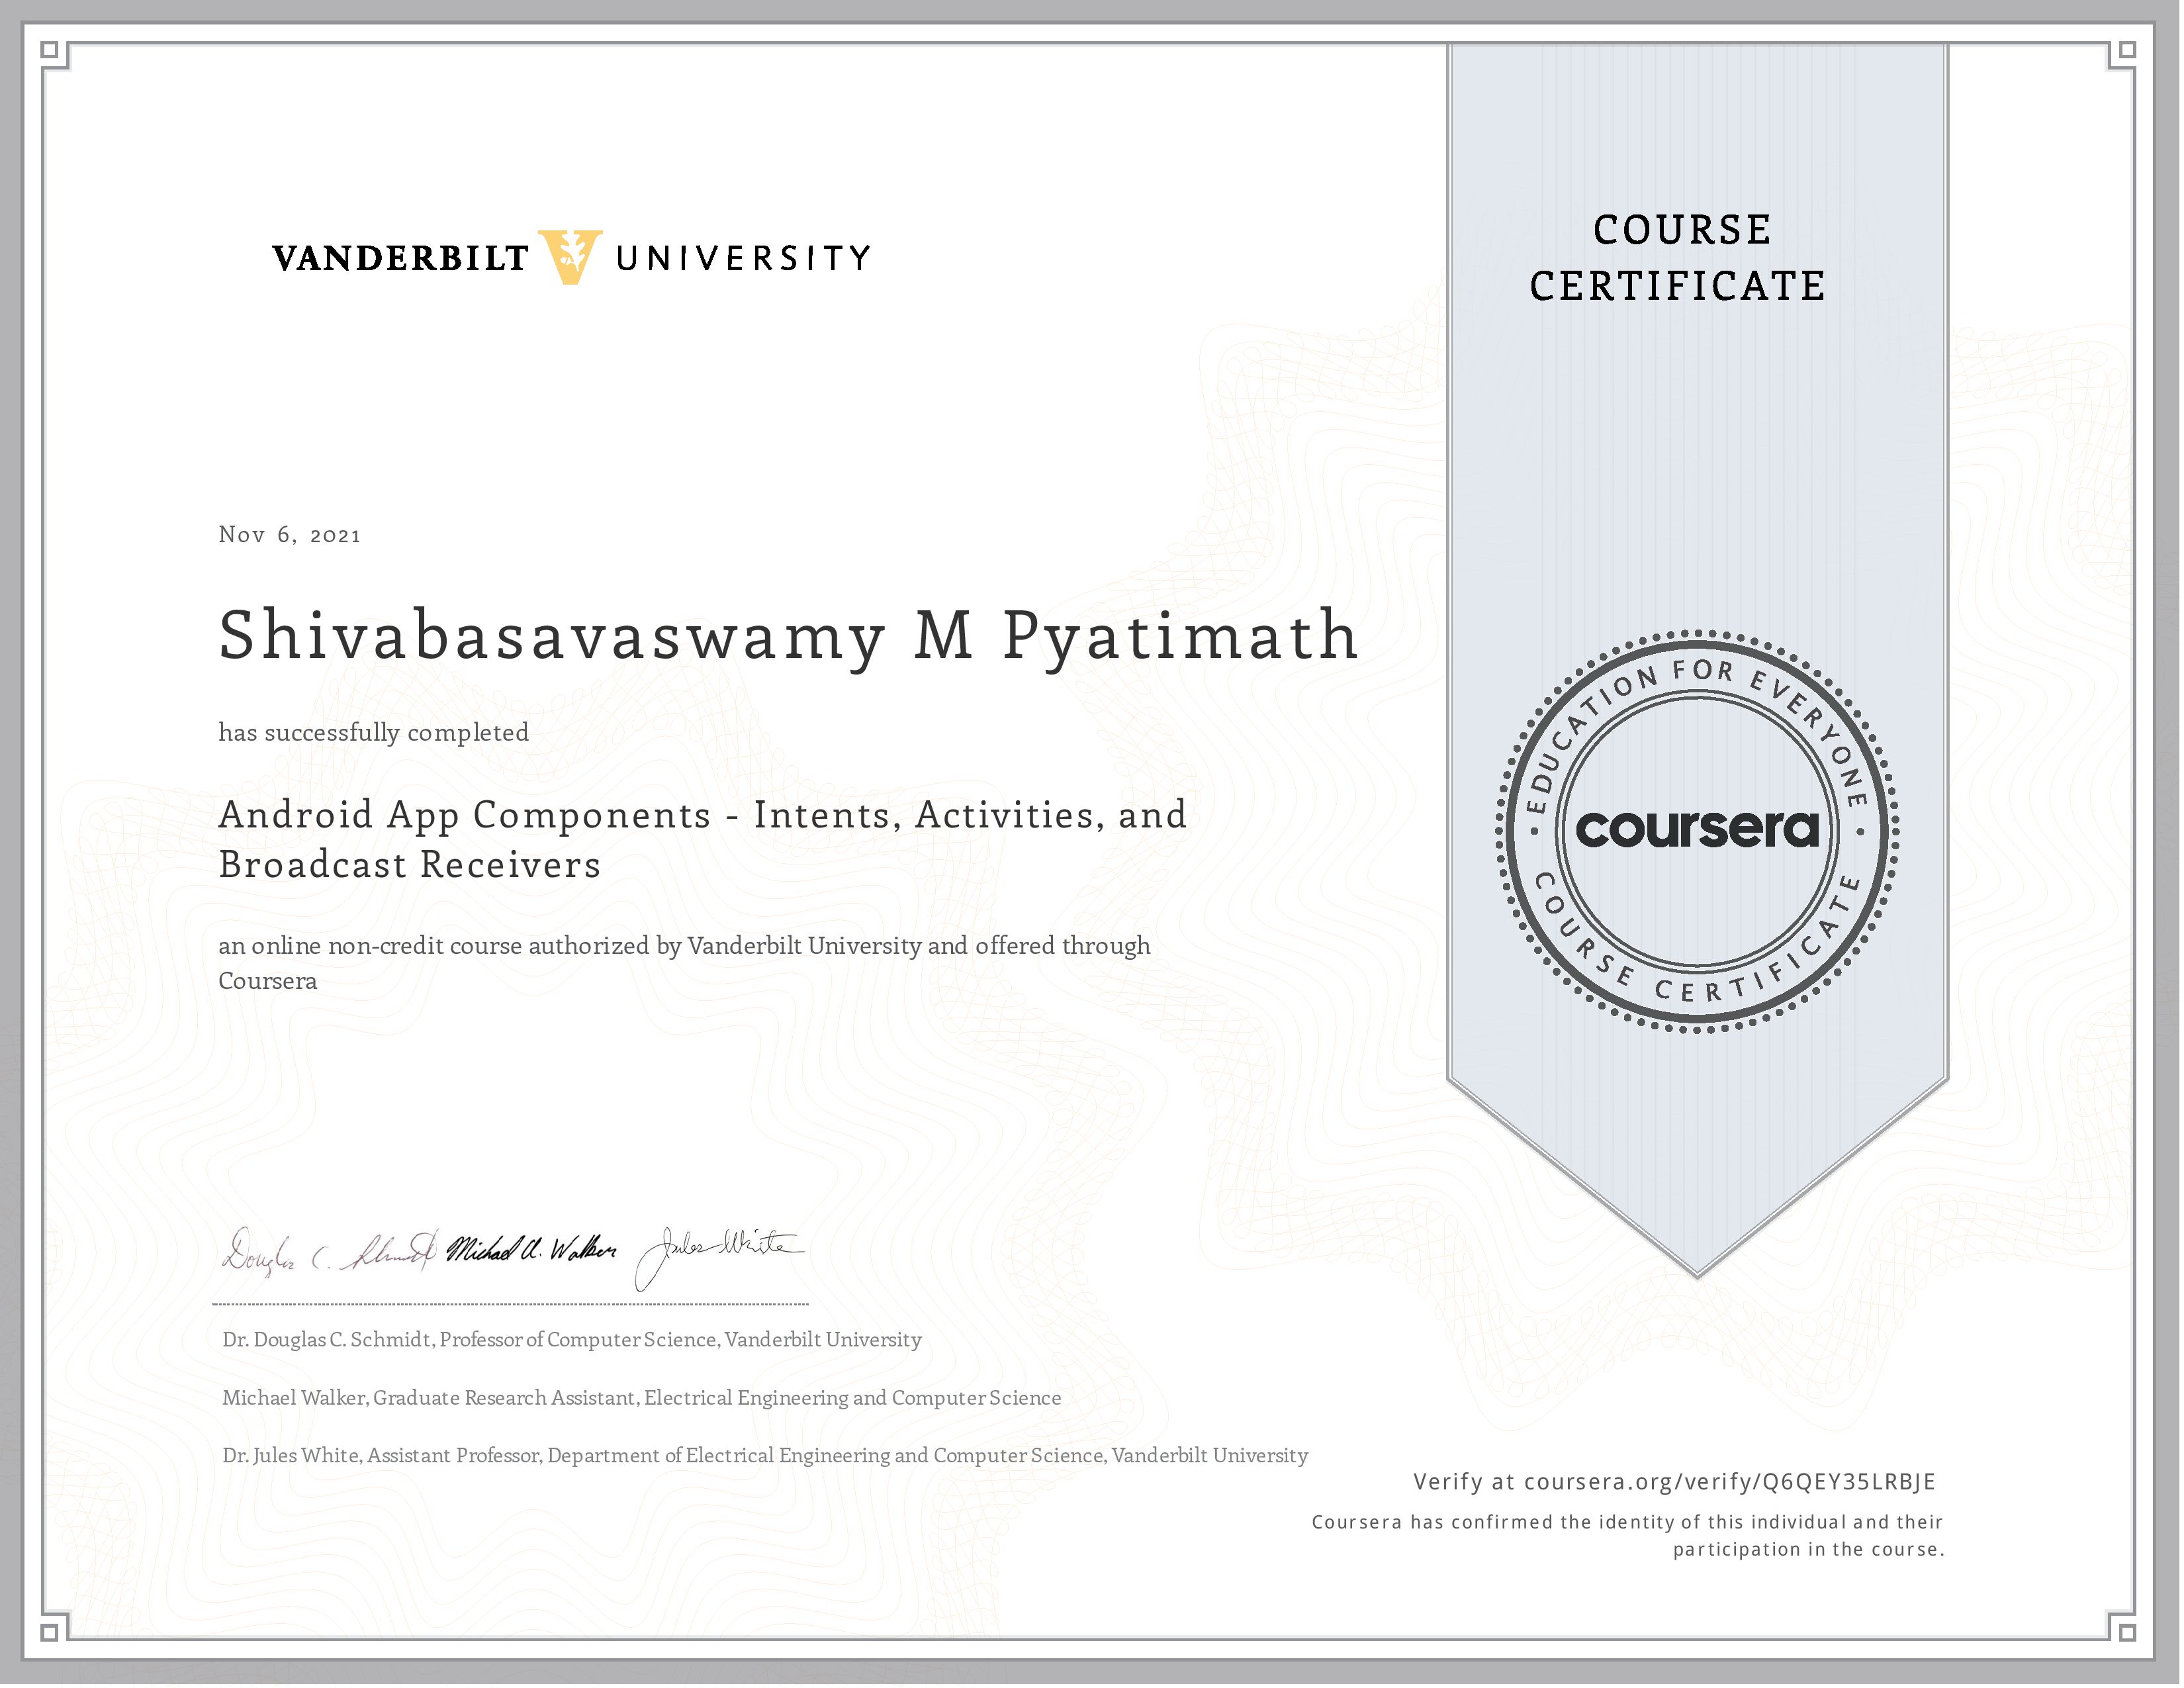 VANDERBILT UNIVERSITY
COURSE
CERTIFICATE
Nov 6, 2021
Shivabasavaswamy M Pyatimath
has successfully completed
Android App Components - Intents, Activities, and
Broadcast Receivers
an online non-credit course authorized by Vanderbilt University and offered through
Coursera
EDUCATION FOR EVERYONE
coursera
COURSE CERTIFICATE
Douglas C. Schmidt Michael A. Walker Jules White
Dr. Douglas C. Schmidt, Professor of Computer Science, Vanderbilt University
Michael Walker, Graduate Research Assistant, Electrical Engineering and Computer Science
Dr. Jules White, Assistant Professor, Department of Electrical Engineering and Computer Science, Vanderbilt University
Verify at coursera.org/verify/Q6QEY35LRBJE
Coursera has confirmed the identity of this individual and their
participation in the course.